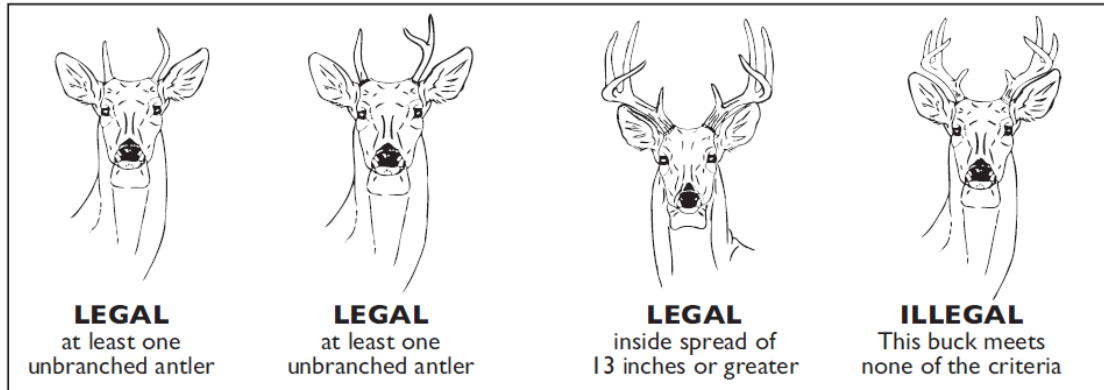 LEGAL
at least one
unbranched antler
LEGAL
at least one
unbranched antler
LEGAL
inside spread of
13 inches or greater
ILLEGAL
This buck meets
none of the criteria